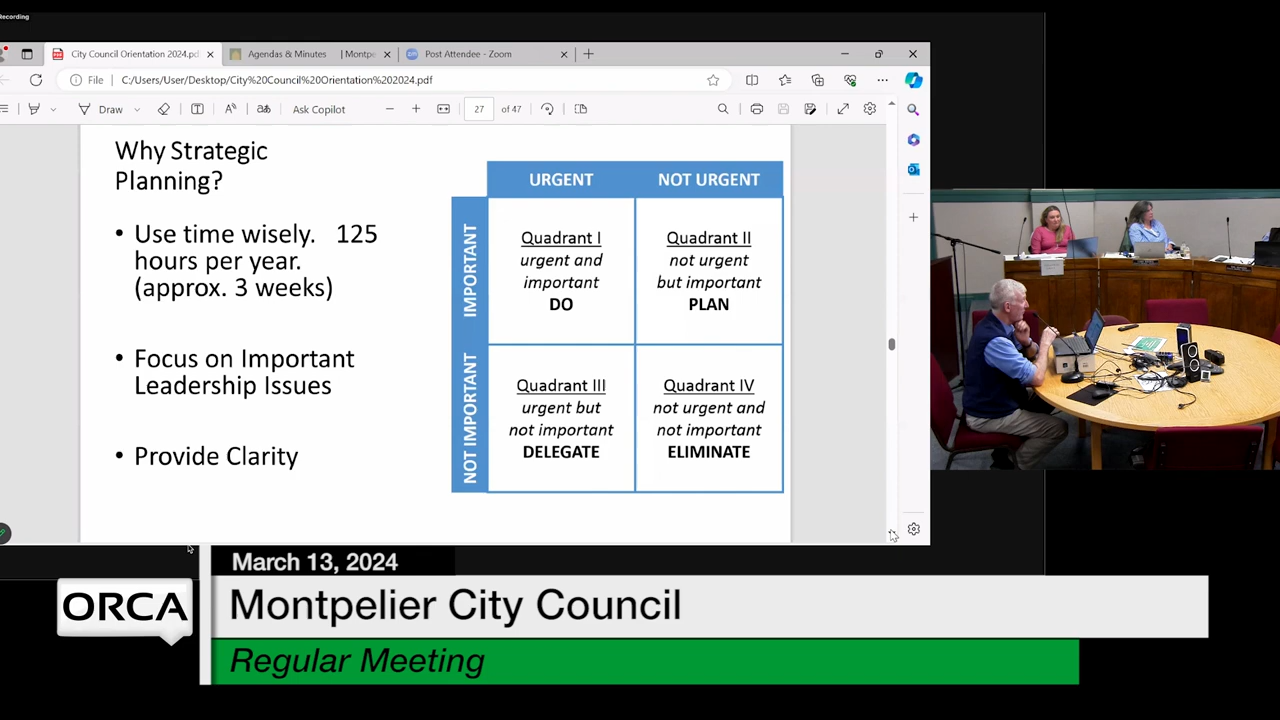 Recording
City Council Orientation 2024.pdf
Agendas & Minutes | Montpe
Post Attendee - Zoom
File
C:/Users/User/Desktop/City%20Council%20Orientation%202024.pdf
Draw
Ask Copilot
27
of 47
Why Strategic
Planning?
• Use time wisely. 125
hours per year.
(approx. 3 weeks)
• Focus on Important
Leadership Issues
• Provide Clarity
URGENT
NOT URGENT
IMPORTANT
Quadrant I
urgent and
important
DO
Quadrant II
not urgent
but important
PLAN
NOT IMPORTANT
Quadrant III
urgent but
not important
DELEGATE
Quadrant IV
not urgent and
not important
ELIMINATE
March 13, 2024
ORCA
Montpelier City Council
Regular Meeting